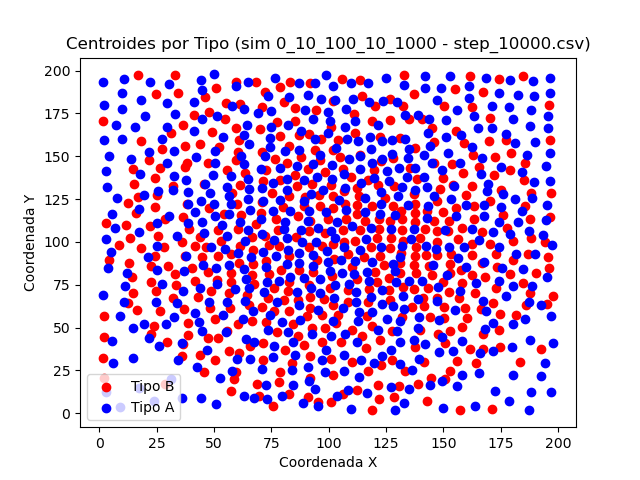 Centroides por Tipo (sim 0_10_100_10_1000 - step_10000.csv)
200
175
150
125
100
75
50
25
0
Coordenada Y
Tipo B
Tipo A
0 25 50 75 100 125 150 175 200
Coordenada X